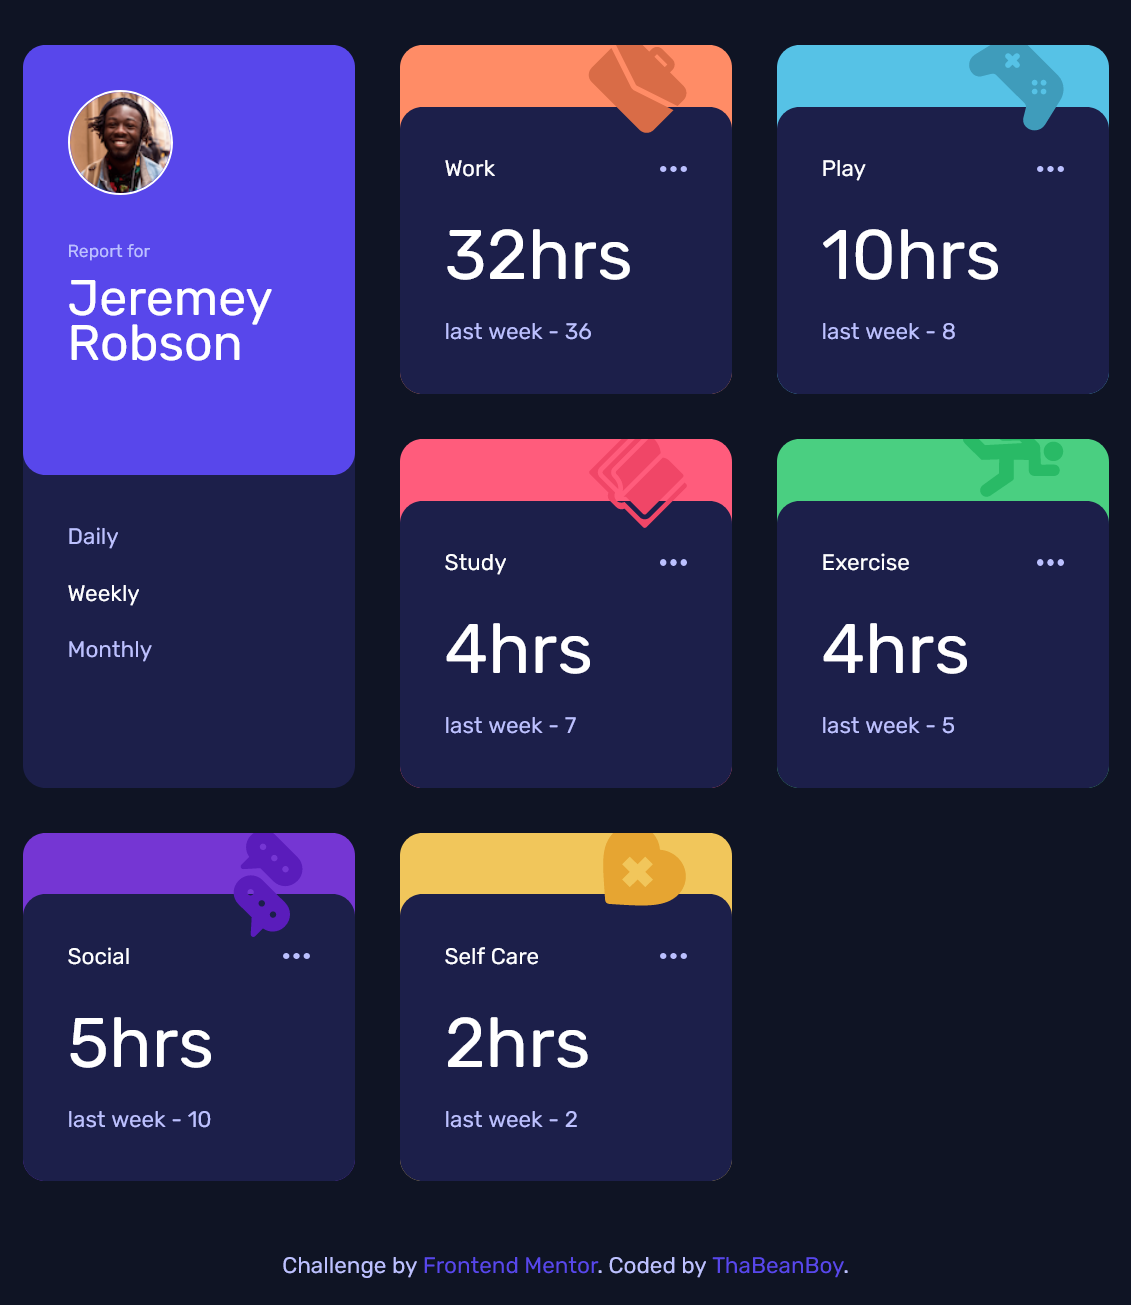 Report for
Jeremey
Robson
Daily
Weekly
Monthly
Work
32hrs
last week - 36
Play
10hrs
last week - 8
Study
4hrs
last week - 7
Exercise
4hrs
last week - 5
Social
5hrs
last week - 10
Self Care
2hrs
last week - 2
Challenge by Frontend Mentor. Coded by ThaBeanBoy.